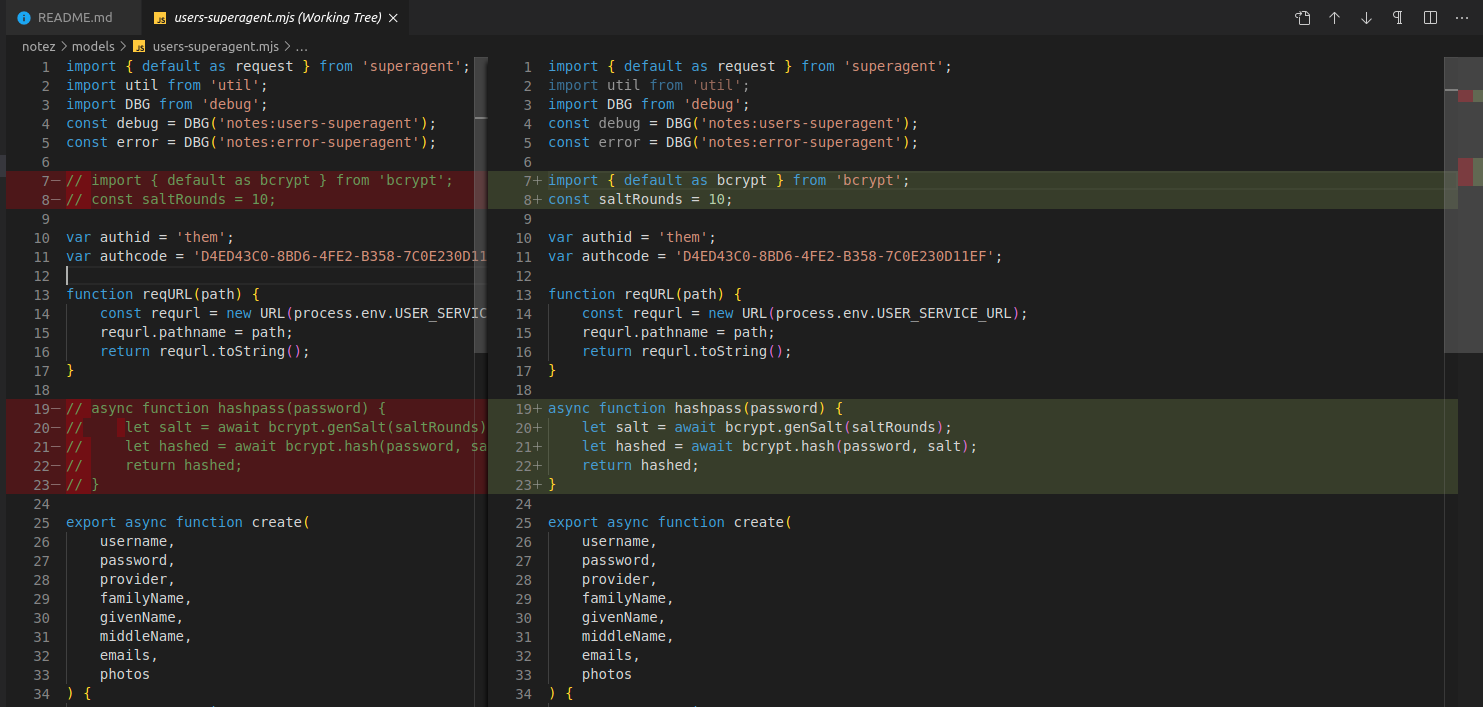 README.md
users-superagent.mjs (Working Tree)
notez > models > users-superagent.mjs > ...
1 import { default as request } from 'superagent';
2 import util from 'util';
3 import DBG from 'debug';
4 const debug = DBG('notes:users-superagent');
5 const error = DBG('notes:error-superagent');
6
7− // import { default as bcrypt } from 'bcrypt';
8− // const saltRounds = 10;
9
10 var authid = 'them';
11 var authcode = 'D4ED43C0-8BD6-4FE2-B358-7C0E230D11
12
13 function reqURL(path) {
14 const requrl = new URL(process.env.USER_SERVIC
15 requrl.pathname = path;
16 return requrl.toString();
17 }
18
19− // async function hashpass(password) {
20− // let salt = await bcrypt.genSalt(saltRounds)
21− // let hashed = await bcrypt.hash(password, sa
22− // return hashed;
23− // }
24
25 export async function create(
26 username,
27 password,
28 provider,
29 familyName,
30 givenName,
31 middleName,
32 emails,
33 photos
34 ) {
1 import { default as request } from 'superagent';
2 import util from 'util';
3 import DBG from 'debug';
4 const debug = DBG('notes:users-superagent');
5 const error = DBG('notes:error-superagent');
6
7+ import { default as bcrypt } from 'bcrypt';
8+ const saltRounds = 10;
9
10 var authid = 'them';
11 var authcode = 'D4ED43C0-8BD6-4FE2-B358-7C0E230D11EF';
12
13 function reqURL(path) {
14 const requrl = new URL(process.env.USER_SERVICE_URL);
15 requrl.pathname = path;
16 return requrl.toString();
17 }
18
19+ async function hashpass(password) {
20+ let salt = await bcrypt.genSalt(saltRounds);
21+ let hashed = await bcrypt.hash(password, salt);
22+ return hashed;
23+ }
24
25 export async function create(
26 username,
27 password,
28 provider,
29 familyName,
30 givenName,
31 middleName,
32 emails,
33 photos
34 ) {